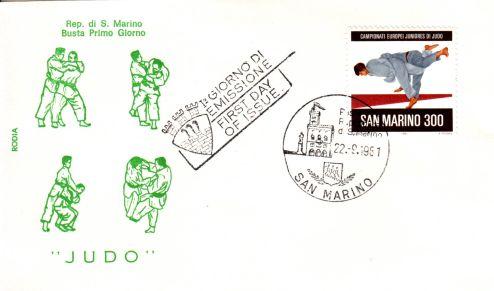 Rep. di S. Marino
Busta Primo Giorno
RODIA
"JUDO"
1º GIORNO DI
EMISSIONE
FIRST DAY
OF ISSUE.
CAMPIONATI EUROPEI JUNIORES DI JUDO
SAN MARINO 300
22.-9.1981
SAN MARINO